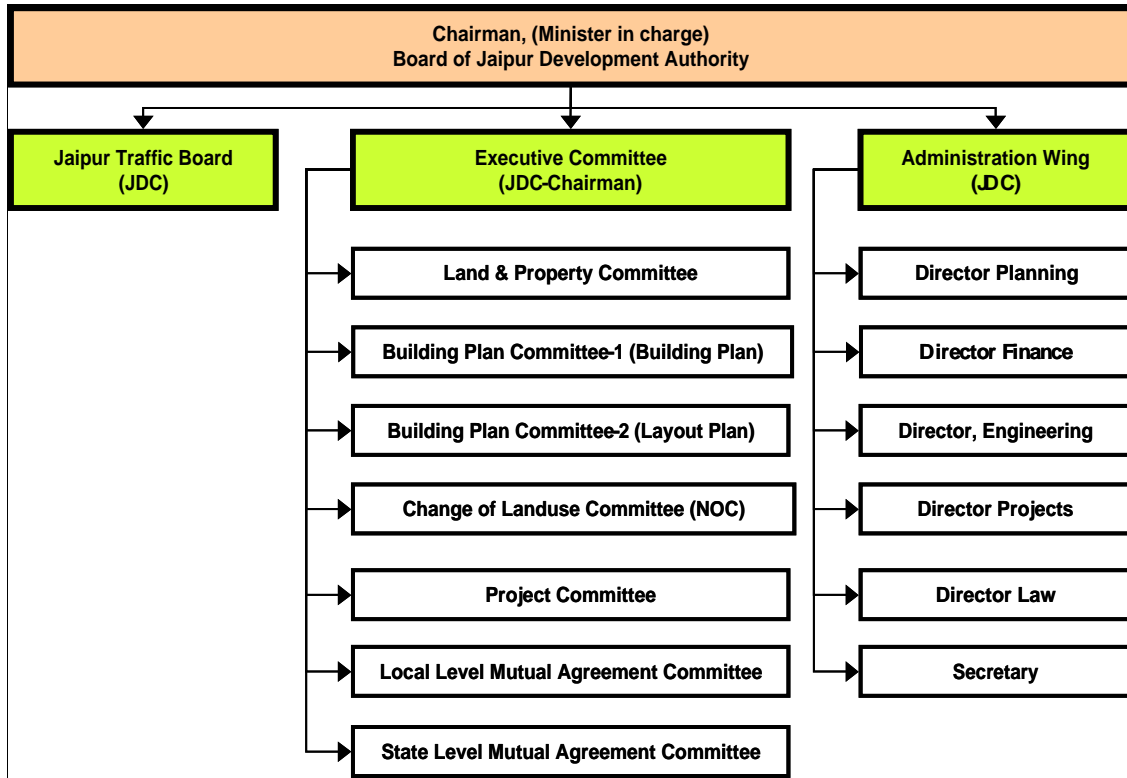 Chairman, (Minister in charge)
Board of Jaipur Development Authority
Jaipur Traffic Board
(JDC)
Executive Committee
(JDC-Chairman)
Administration Wing
(JDC)
Land & Property Committee
Building Plan Committee-1 (Building Plan)
Building Plan Committee-2 (Layout Plan)
Change of Landuse Committee (NOC)
Project Committee
Local Level Mutual Agreement Committee
State Level Mutual Agreement Committee
Director Planning
Director Finance
Director, Engineering
Director Projects
Director Law
Secretary